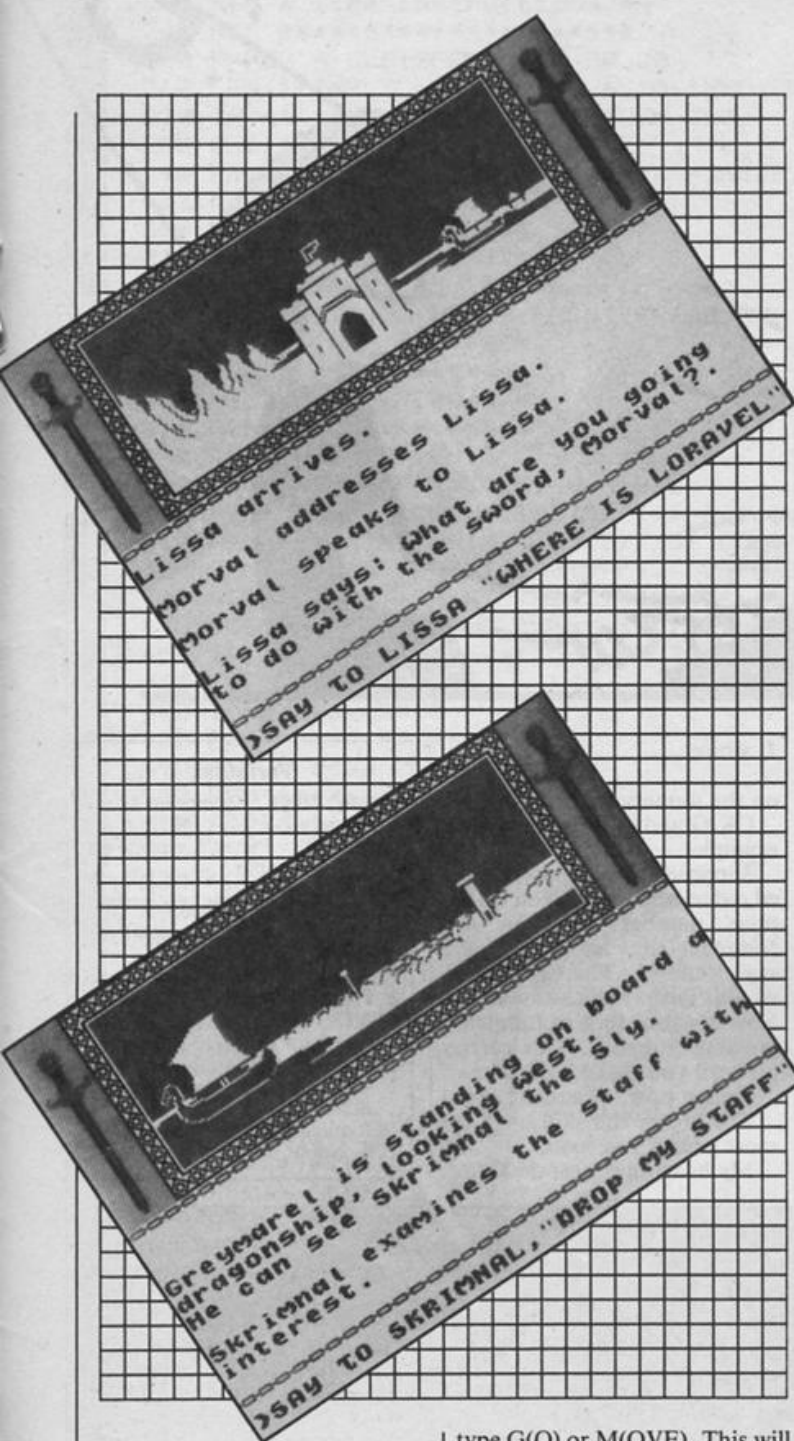 Lissa arrives.
Morval addresses Lissa.
Morval speaks to Lissa.
Lissa says: What are you going
to do with the sword, Morval?.
>SAY TO LISSA "WHERE IS LORAVEL"
Greymarel is standing on board a
dragonship, looking west.
He can see Skrimnal the Sly.
Skrimnal examines the staff with
interest.
>SAY TO SKRIMNAL,"DROP MY STAFF"
type G(O) or M(OVE). This will